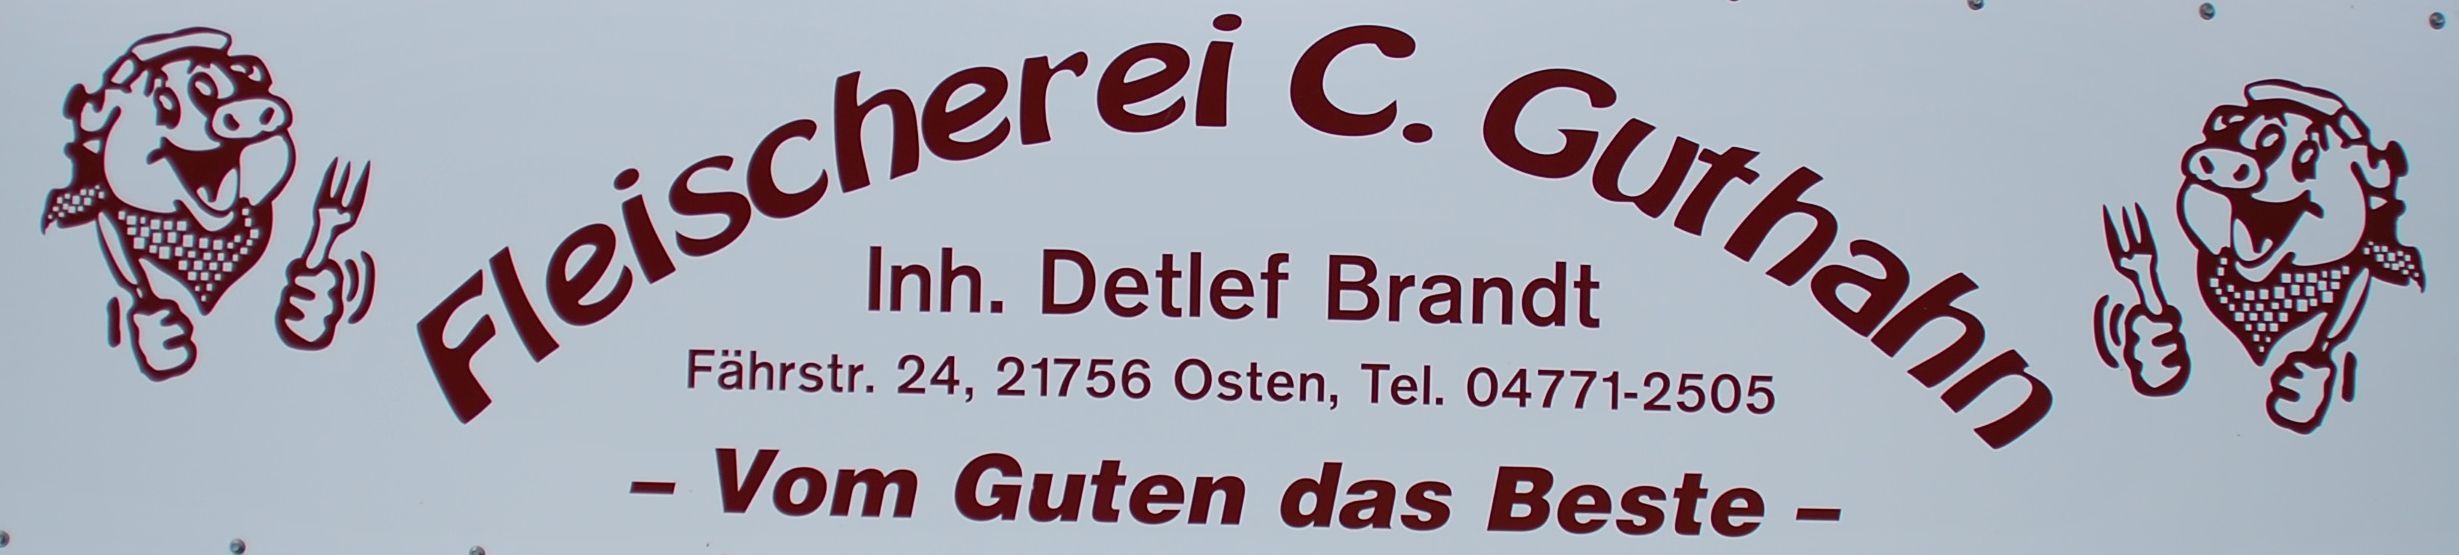 Fleischerei C. Guthahn
Inh. Detlef Brandt
Fährstr. 24, 21756 Osten, Tel. 04771-2505
– Vom Guten das Beste –